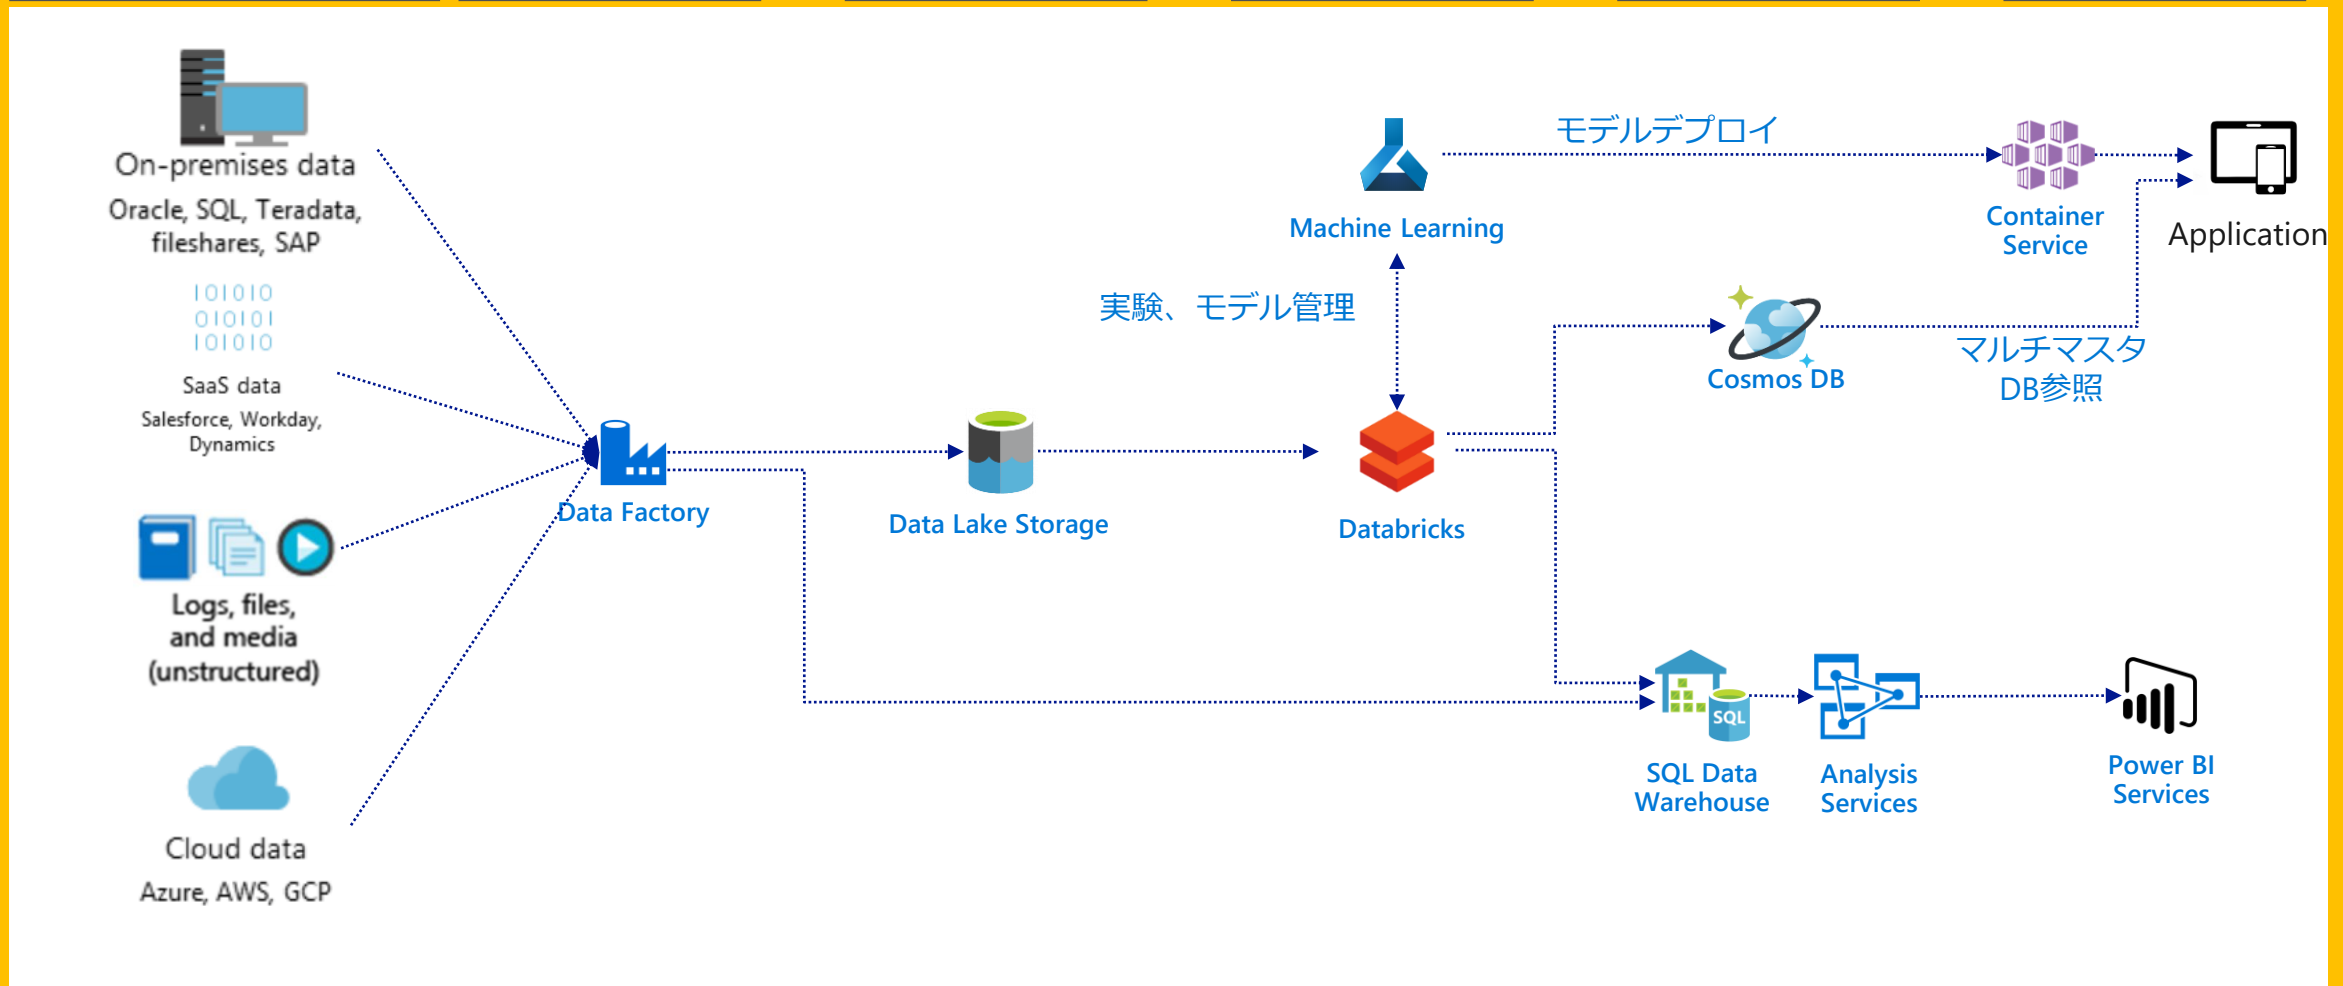 On-premises data
Oracle, SQL, Teradata,
fileshares, SAP
101010
010101
101010
SaaS data
Salesforce, Workday,
Dynamics
Logs, files,
and media
(unstructured)
Cloud data
Azure, AWS, GCP
Data Factory
Data Lake Storage
Machine Learning
実験、モデル管理
Databricks
モデルデプロイ
Container
Service
Application
Cosmos DB
マルチマスタ
DB参照
SQL
SQL Data
Warehouse
Analysis
Services
Power BI
Services